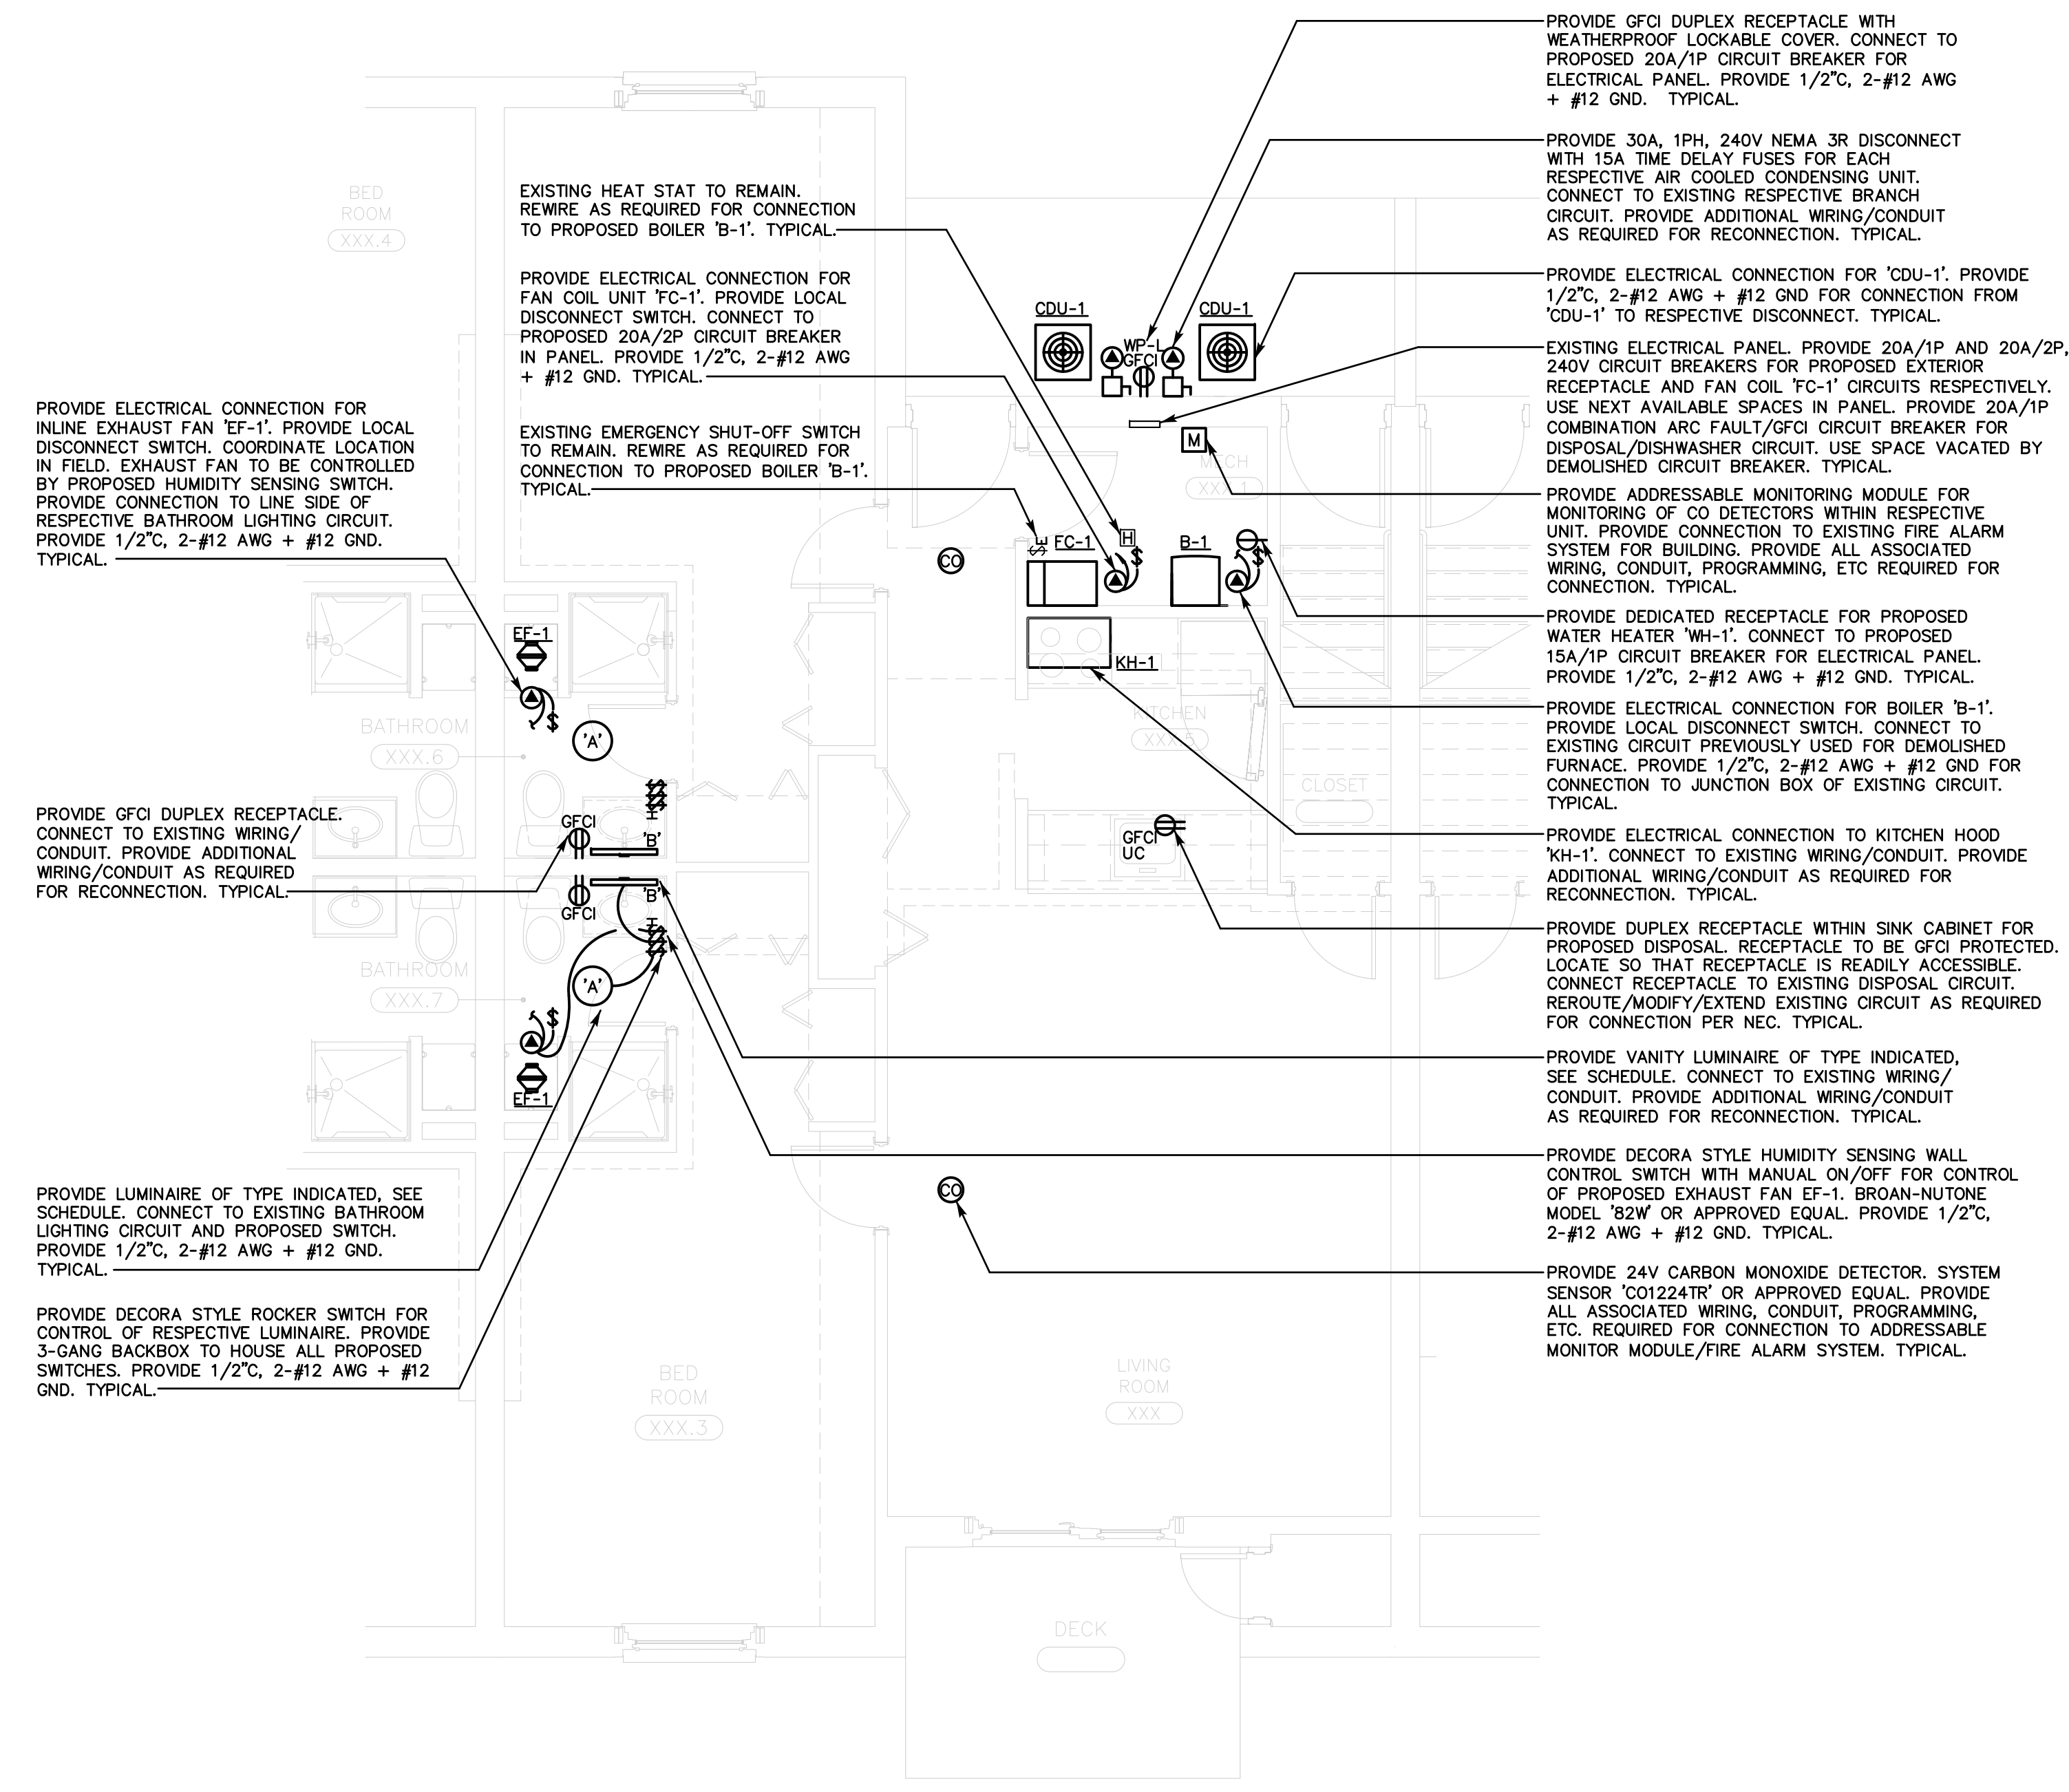 PROVIDE GFCI DUPLEX RECEPTACLE WITH
WEATHERPROOF LOCKABLE COVER. CONNECT TO
PROPOSED 20A/1P CIRCUIT BREAKER FOR
ELECTRICAL PANEL. PROVIDE 1/2"C, 2-#12 AWG
+ #12 GND. TYPICAL.
PROVIDE 30A, 1PH, 240V NEMA 3R DISCONNECT
WITH 15A TIME DELAY FUSES FOR EACH
RESPECTIVE AIR COOLED CONDENSING UNIT.
CONNECT TO EXISTING RESPECTIVE BRANCH
CIRCUIT. PROVIDE ADDITIONAL WIRING/CONDUIT
AS REQUIRED FOR RECONNECTION. TYPICAL.
PROVIDE ELECTRICAL CONNECTION FOR 'CDU-1'. PROVIDE
1/2"C, 2-#12 AWG + #12 GND FOR CONNECTION FROM
'CDU-1' TO RESPECTIVE DISCONNECT. TYPICAL.
EXISTING ELECTRICAL PANEL. PROVIDE 20A/1P AND 20A/2P,
240V CIRCUIT BREAKERS FOR PROPOSED EXTERIOR
RECEPTACLE AND FAN COIL 'FC-1' CIRCUITS RESPECTIVELY.
USE NEXT AVAILABLE SPACES IN PANEL. PROVIDE 20A/1P
COMBINATION ARC FAULT/GFCI CIRCUIT BREAKER FOR
DISPOSAL/DISHWASHER CIRCUIT. USE SPACE VACATED BY
DEMOLISHED CIRCUIT BREAKER. TYPICAL.
PROVIDE ADDRESSABLE MONITORING MODULE FOR
MONITORING OF CO DETECTORS WITHIN RESPECTIVE
UNIT. PROVIDE CONNECTION TO EXISTING FIRE ALARM
SYSTEM FOR BUILDING. PROVIDE ALL ASSOCIATED
WIRING, CONDUIT, PROGRAMMING, ETC REQUIRED FOR
CONNECTION. TYPICAL.
PROVIDE DEDICATED RECEPTACLE FOR PROPOSED
WATER HEATER 'WH-1'. CONNECT TO PROPOSED
15A/1P CIRCUIT BREAKER FOR ELECTRICAL PANEL.
PROVIDE 1/2"C, 2-#12 AWG + #12 GND. TYPICAL.
PROVIDE ELECTRICAL CONNECTION FOR BOILER 'B-1'.
PROVIDE LOCAL DISCONNECT SWITCH. CONNECT TO
EXISTING CIRCUIT PREVIOUSLY USED FOR DEMOLISHED
FURNACE. PROVIDE 1/2"C, 2-#12 AWG + #12 GND FOR
CONNECTION TO JUNCTION BOX OF EXISTING CIRCUIT.
TYPICAL.
PROVIDE ELECTRICAL CONNECTION TO KITCHEN HOOD
'KH-1'. CONNECT TO EXISTING WIRING/CONDUIT. PROVIDE
ADDITIONAL WIRING/CONDUIT AS REQUIRED FOR
RECONNECTION. TYPICAL.
PROVIDE DUPLEX RECEPTACLE WITHIN SINK CABINET FOR
PROPOSED DISPOSAL. RECEPTACLE TO BE GFCI PROTECTED.
LOCATE SO THAT RECEPTACLE IS READILY ACCESSIBLE.
CONNECT RECEPTACLE TO EXISTING DISPOSAL CIRCUIT.
REROUTE/MODIFY/EXTEND EXISTING CIRCUIT AS REQUIRED
FOR CONNECTION PER NEC. TYPICAL.
PROVIDE VANITY LUMINAIRE OF TYPE INDICATED,
SEE SCHEDULE. CONNECT TO EXISTING WIRING/
CONDUIT. PROVIDE ADDITIONAL WIRING/CONDUIT
AS REQUIRED FOR RECONNECTION. TYPICAL.
PROVIDE DECORA STYLE HUMIDITY SENSING WALL
CONTROL SWITCH WITH MANUAL ON/OFF FOR CONTROL
OF PROPOSED EXHAUST FAN EF-1. BROAN-NUTONE
MODEL '82W' OR APPROVED EQUAL. PROVIDE 1/2"C,
2-#12 AWG + #12 GND. TYPICAL.
PROVIDE 24V CARBON MONOXIDE DETECTOR. SYSTEM
SENSOR 'CO1224TR' OR APPROVED EQUAL. PROVIDE
ALL ASSOCIATED WIRING, CONDUIT, PROGRAMMING,
ETC. REQUIRED FOR CONNECTION TO ADDRESSABLE
MONITOR MODULE/FIRE ALARM SYSTEM. TYPICAL.
EXISTING HEAT STAT TO REMAIN.
REWIRE AS REQUIRED FOR CONNECTION
TO PROPOSED BOILER 'B-1'. TYPICAL.
PROVIDE ELECTRICAL CONNECTION FOR
FAN COIL UNIT 'FC-1'. PROVIDE LOCAL
DISCONNECT SWITCH. CONNECT TO
PROPOSED 20A/2P CIRCUIT BREAKER
IN PANEL. PROVIDE 1/2"C, 2-#12 AWG
+ #12 GND. TYPICAL.
EXISTING EMERGENCY SHUT-OFF SWITCH
TO REMAIN. REWIRE AS REQUIRED FOR
CONNECTION TO PROPOSED BOILER 'B-1'.
TYPICAL.
PROVIDE ELECTRICAL CONNECTION FOR
INLINE EXHAUST FAN 'EF-1'. PROVIDE LOCAL
DISCONNECT SWITCH. COORDINATE LOCATION
IN FIELD. EXHAUST FAN TO BE CONTROLLED
BY PROPOSED HUMIDITY SENSING SWITCH.
PROVIDE CONNECTION TO LINE SIDE OF
RESPECTIVE BATHROOM LIGHTING CIRCUIT.
PROVIDE 1/2"C, 2-#12 AWG + #12 GND.
TYPICAL.
PROVIDE GFCI DUPLEX RECEPTACLE.
CONNECT TO EXISTING WIRING/
CONDUIT. PROVIDE ADDITIONAL
WIRING/CONDUIT AS REQUIRED
FOR RECONNECTION. TYPICAL.
PROVIDE LUMINAIRE OF TYPE INDICATED, SEE
SCHEDULE. CONNECT TO EXISTING BATHROOM
LIGHTING CIRCUIT AND PROPOSED SWITCH.
PROVIDE 1/2"C, 2-#12 AWG + #12 GND.
TYPICAL.
PROVIDE DECORA STYLE ROCKER SWITCH FOR
CONTROL OF RESPECTIVE LUMINAIRE. PROVIDE
3-GANG BACKBOX TO HOUSE ALL PROPOSED
SWITCHES. PROVIDE 1/2"C, 2-#12 AWG + #12
GND. TYPICAL.
BED
ROOM
XXX.4
CDU-1
CDU-1
WP-L
GFCI
M
MECH
XXX.1
H
$E
FC-1
$
B-1
$
CO
KH-1
KITCHEN
XXX.5
CLOSET
GFCI
UC
EF-1
$
'A'
BATHROOM
XXX.6
H
GFCI
'B'
'B'
GFCI
H
BATHROOM
XXX.7
'A'
$
EF-1
CO
BED
ROOM
XXX.3
LIVING
ROOM
XXX
DECK